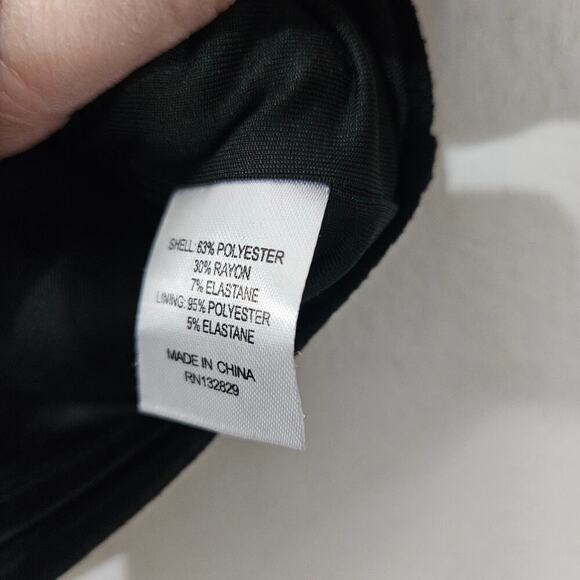 SHELL: 63% POLYESTER
30% RAYON
7% ELASTANE
LINING: 95% POLYESTER
5% ELASTANE
MADE IN CHINA
RN132829